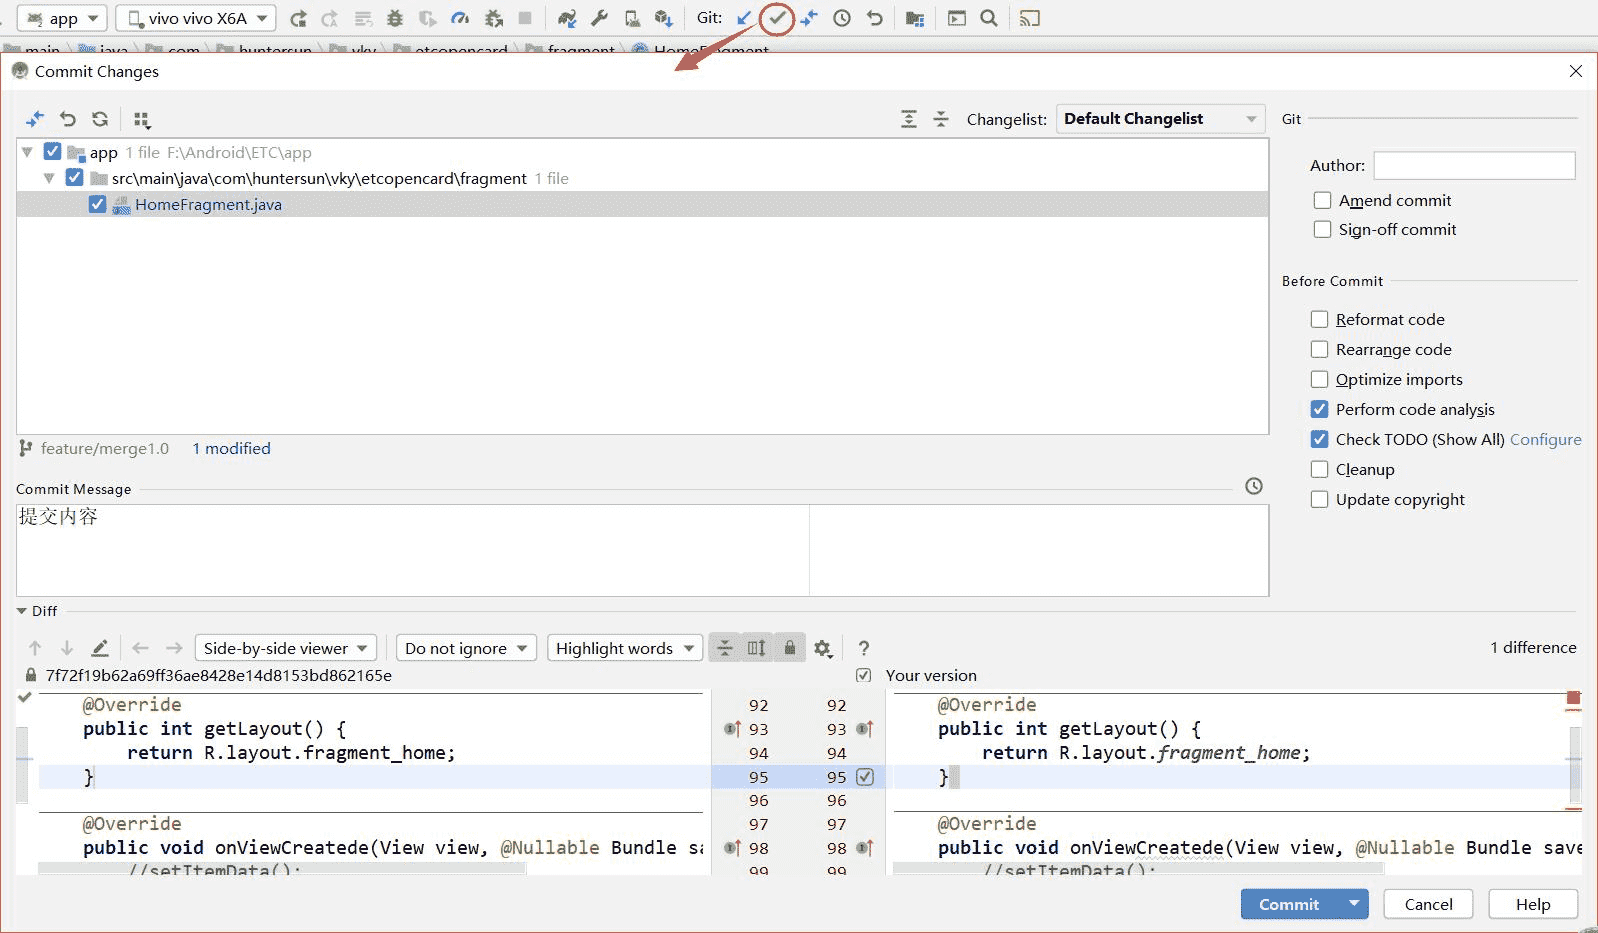 app vivo vivo X6A Git:
main java com huntersun vky etcopencard fragment HomeFragment
Commit Changes
Changelist: Default Changelist
app 1 file F:\Android\ETC\app
src\main\java\com\huntersun\vky\etcopencard\fragment 1 file
HomeFragment.java
feature/merge1.0 1 modified
Commit Message
提交内容
Git
Author:
Amend commit
Sign-off commit
Before Commit
Reformat code
Rearrange code
Optimize imports
Perform code analysis
Check TODO (Show All) Configure
Cleanup
Update copyright
Diff
Side-by-side viewer Do not ignore Highlight words ? 1 difference
7f72f19b62a69ff36ae8428e14d8153bd862165e Your version
@Override 92 92 @Override
public int getLayout() { 93 93 public int getLayout() {
return R.layout.fragment_home; 94 94 return R.layout.fragment_home;
} 95 95 }
96 96
@Override 97 97 @Override
public void onViewCreatede(View view, @Nullable Bundle sa 98 98 public void onViewCreatede(View view, @Nullable Bundle save
//setItemData(); 99 99 //setItemData();
Commit Cancel Help